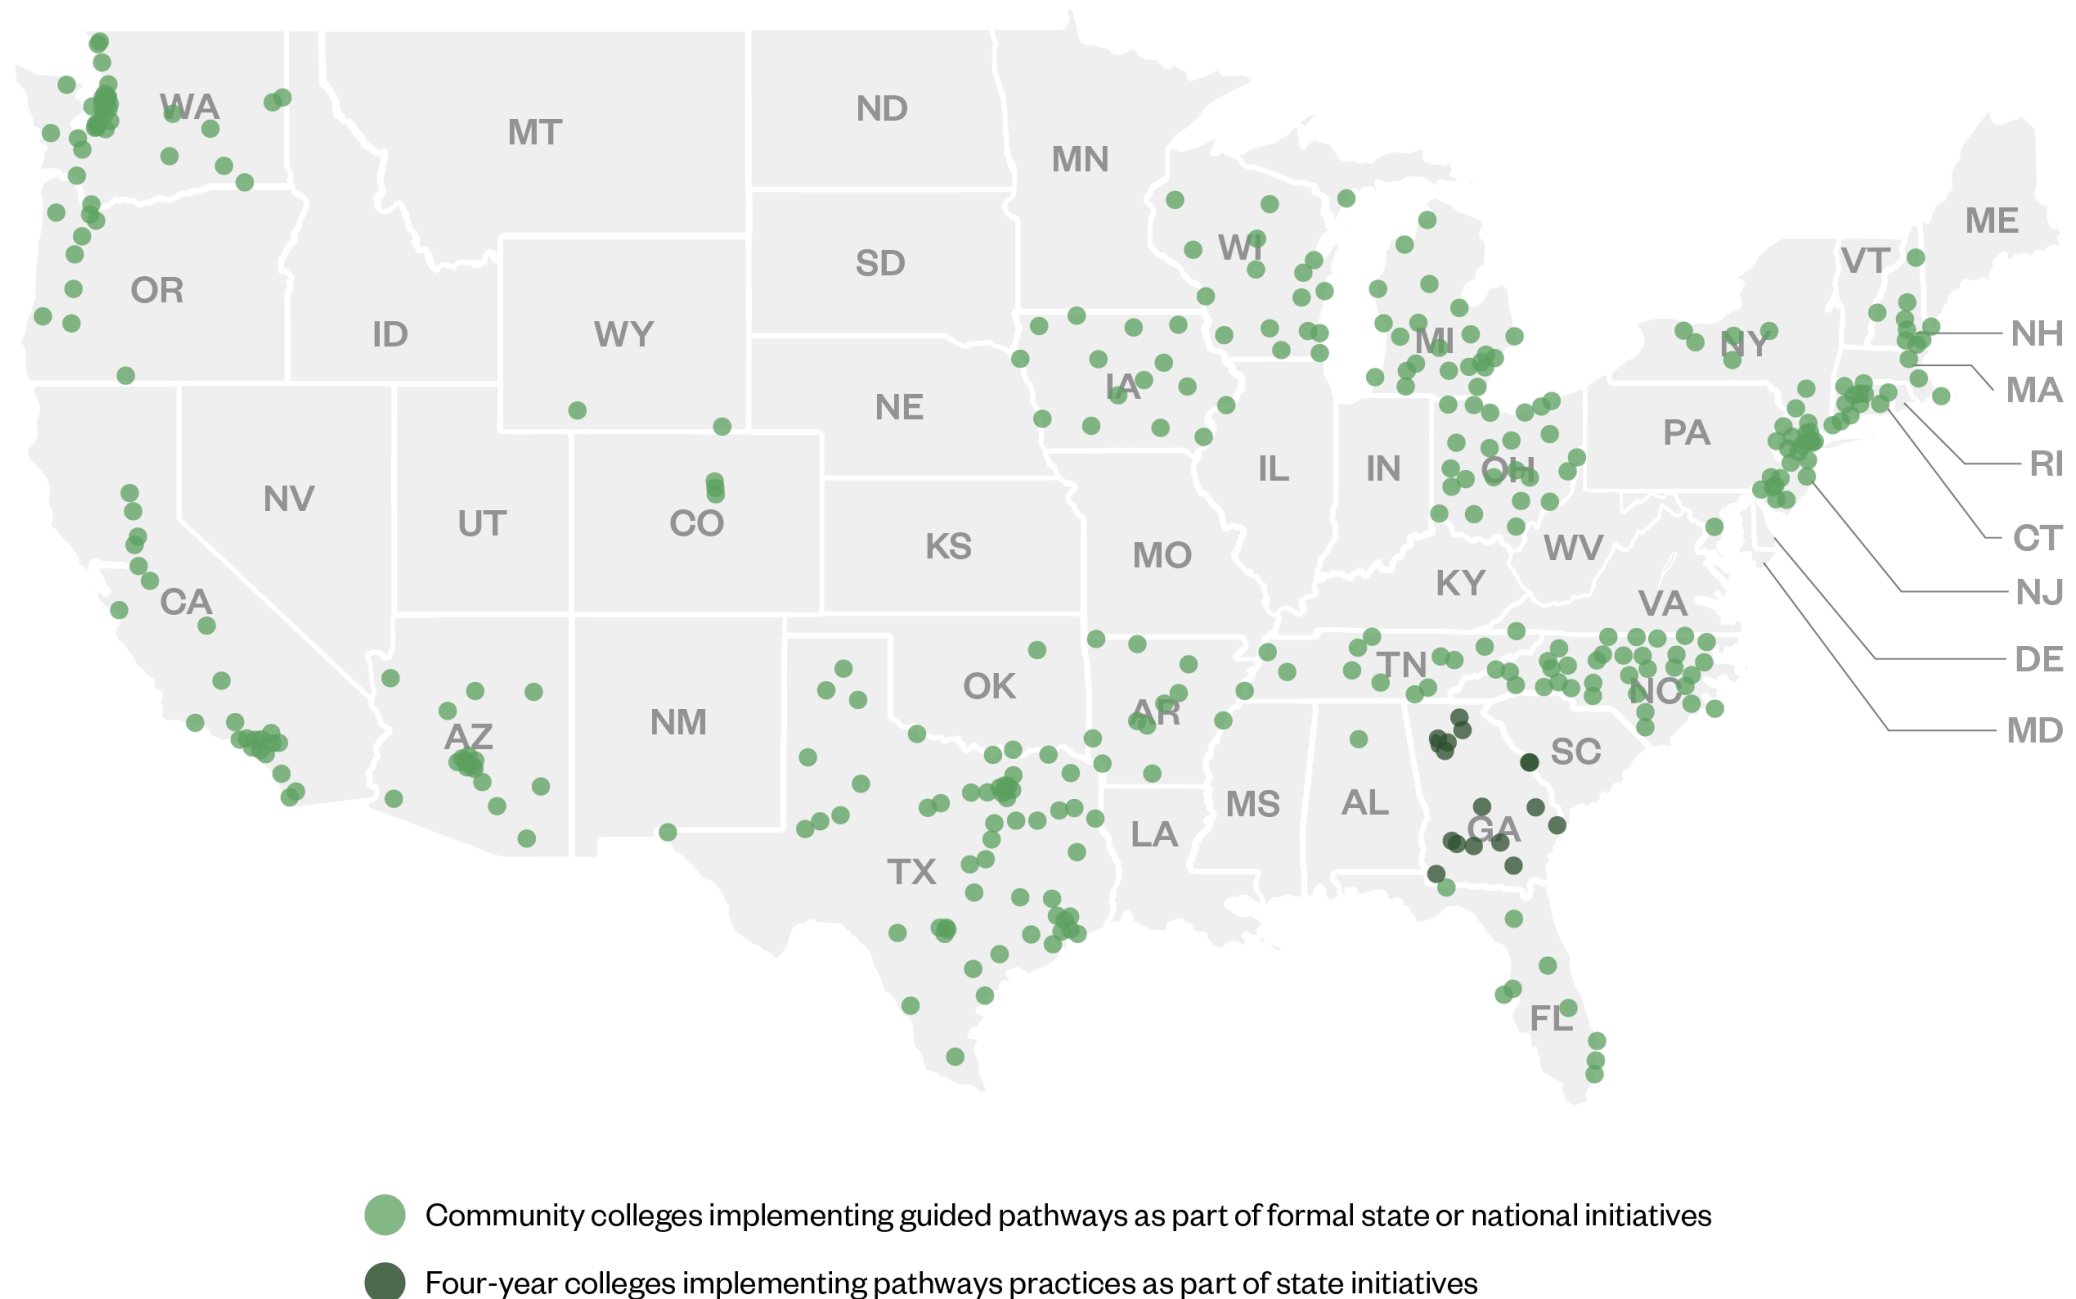 WA
MT
ND
MN
ME
WI
VT
OR
SD
ID
WY
MI
NY
NH
IA
MA
NE
PA
IL
IN
OH
RI
NV
UT
CO
KS
MO
WV
CT
CA
KY
VA
NJ
TN
NC
DE
NM
OK
AR
AZ
MD
SC
MS
AL
GA
LA
TX
FL
Community colleges implementing guided pathways as part of formal state or national initiatives
Four-year colleges implementing pathways practices as part of state initiatives